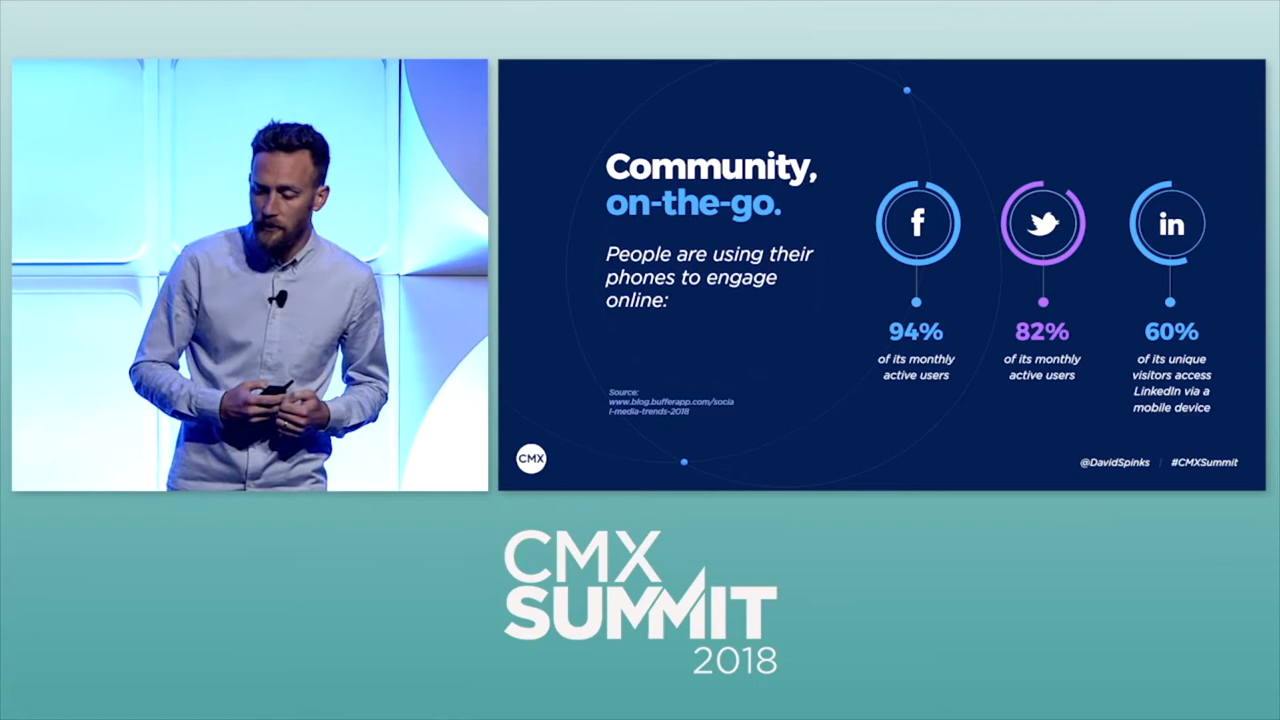 Community,
on-the-go.
People are using their
phones to engage
online:
Source:
www.blog.bufferapp.com/socia
l-media-trends-2018
f
in
94%
of its monthly
active users
82%
of its monthly
active users
60%
of its unique
visitors access
LinkedIn via a
mobile device
CMX
@DavidSpinks | #CMXSummit
CMX
SUMMIT
2018